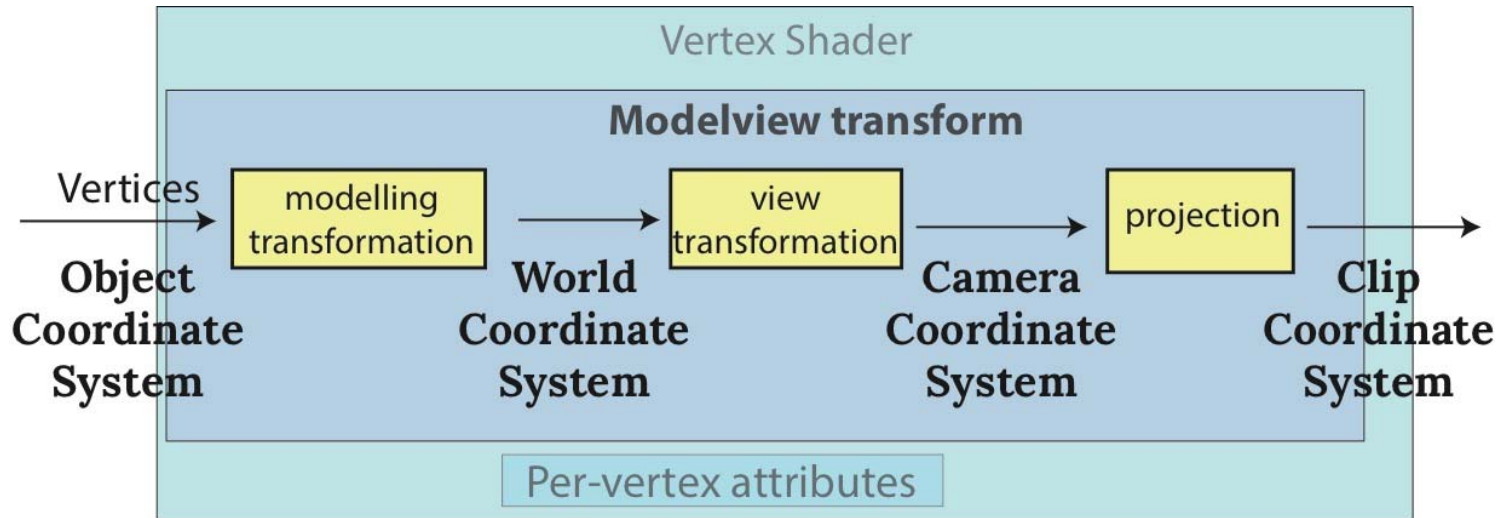 Vertex Shader
Modelview transform
Vertices
modelling
transformation
view
transformation
projection
Object
Coordinate
System
World
Coordinate
System
Camera
Coordinate
System
Clip
Coordinate
System
Per-vertex attributes